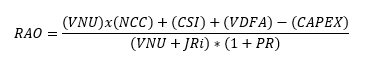 RAO = (VNU)x(NCC) + (CSI) + (VDFA) − (CAPEX)
(VNU + JRi) ∗ (1 + PR)